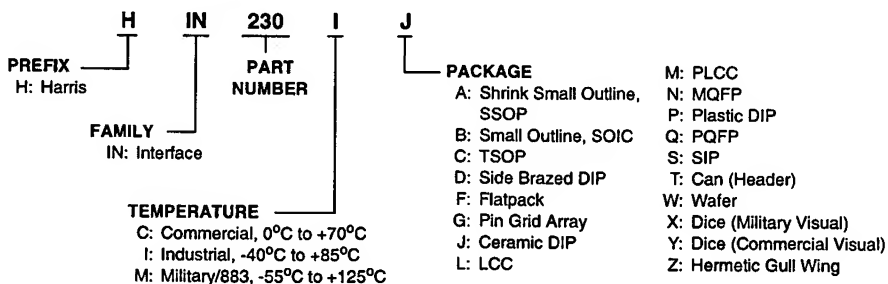 H IN 230 I J
PREFIX
H: Harris
PART
NUMBER
FAMILY
IN: Interface
TEMPERATURE
C: Commercial, 0°C to +70°C
I: Industrial, -40°C to +85°C
M: Military/883, -55°C to +125°C
PACKAGE
A: Shrink Small Outline,
SSOP
B: Small Outline, SOIC
C: TSOP
D: Side Brazed DIP
F: Flatpack
G: Pin Grid Array
J: Ceramic DIP
L: LCC
M: PLCC
N: MQFP
P: Plastic DIP
Q: PQFP
S: SIP
T: Can (Header)
W: Wafer
X: Dice (Military Visual)
Y: Dice (Commercial Visual)
Z: Hermetic Gull Wing